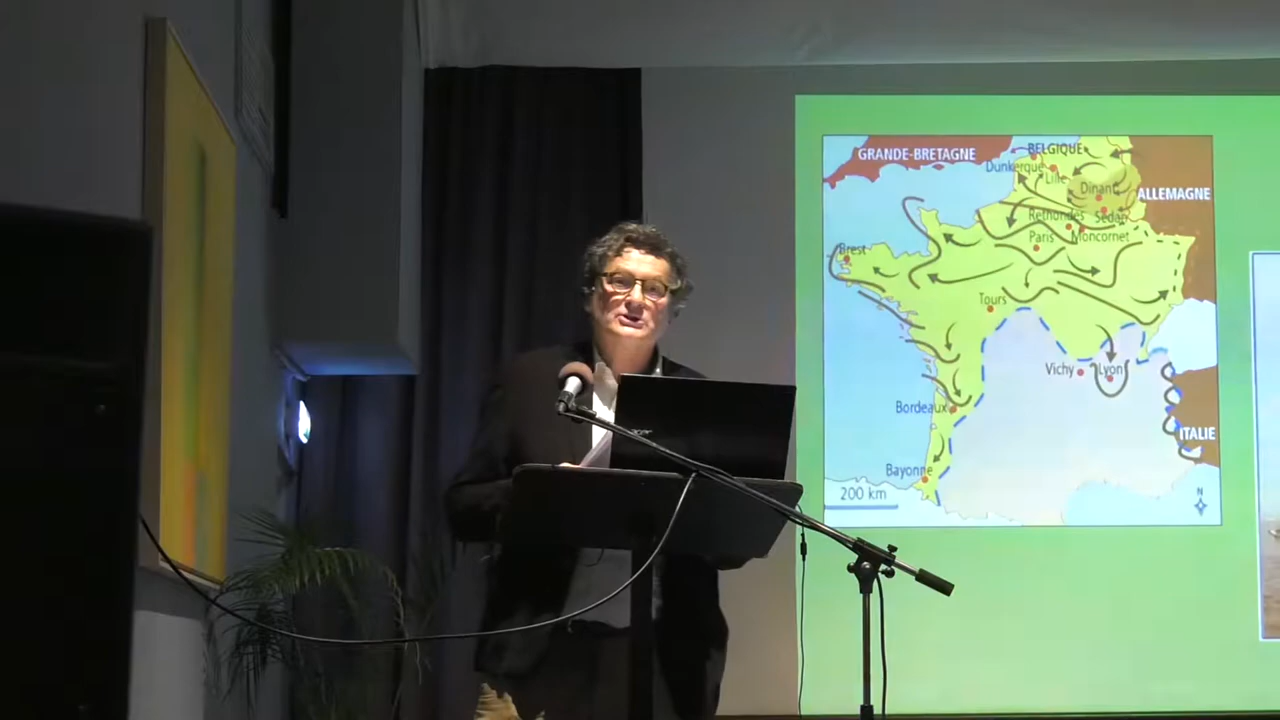 GRANDE-BRETAGNE
BELGIQUE
Dunkerque
Lille
Dinant
ALLEMAGNE
Rethondes
Sedan
Paris
Moncornet
Brest
Tours
Vichy
Lyon
Bordeaux
ITALIE
Bayonne
200 km
N
acer